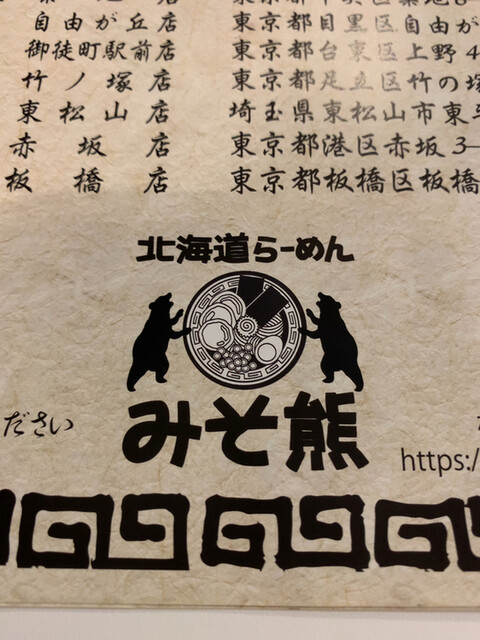 自由が丘店 東京都目黒区自由が
御徒町駅前店 東京都台東区上野4
竹ノ塚店 東京都足立区竹の塚
東松山店 埼玉県東松山市東
赤坂店 東京都港区赤坂3-
板橋店 東京都板橋区板橋
北海道らーめん
みそ熊
ださい
https:/